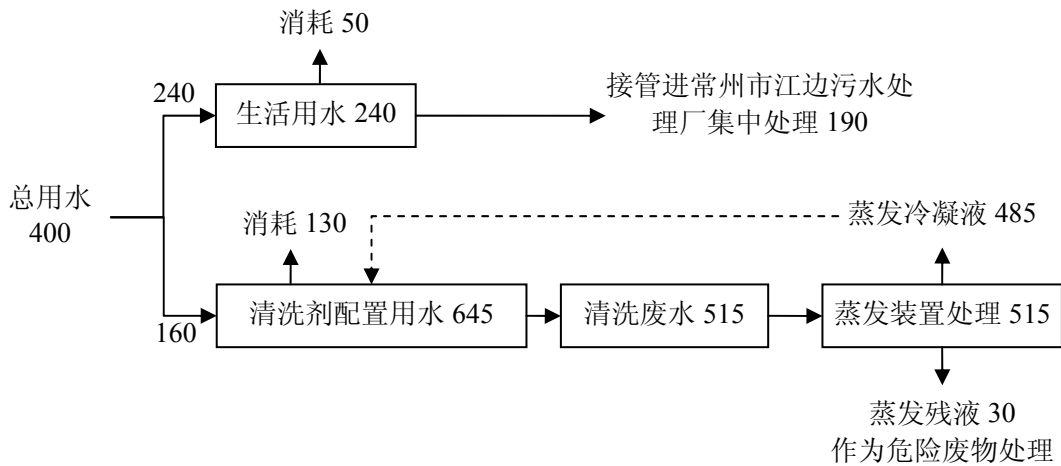 消耗 50
240
生活用水 240
接管进常州市江边污水处
理厂集中处理 190
总用水
400
消耗 130
蒸发冷凝液 485
160
清洗剂配置用水 645
清洗废水 515
蒸发装置处理 515
蒸发残液 30
作为危险废物处理